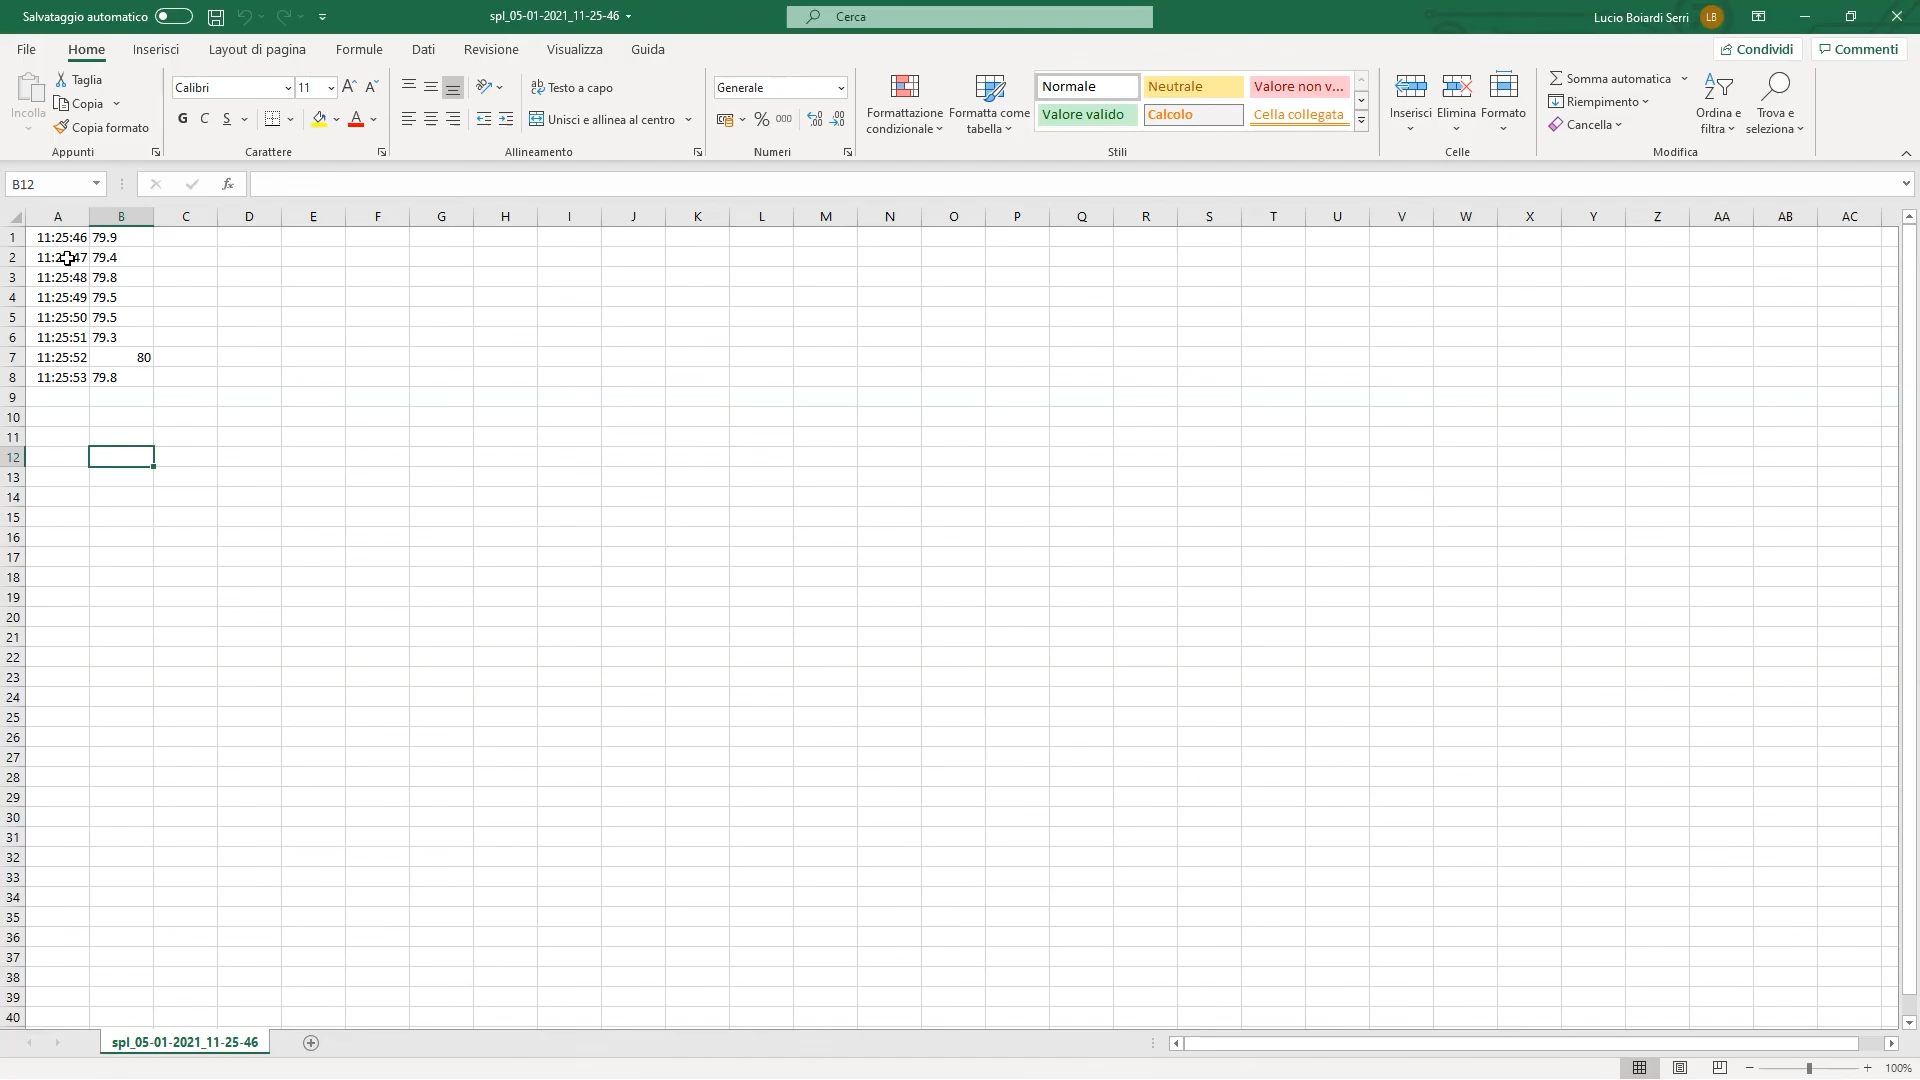 Salvataggio automatico
spl_05-01-2021_11-25-46
Cerca
Lucio Boiardi Serri LB
File Home Inserisci Layout di pagina Formule Dati Revisione Visualizza Guida
Condividi Commenti
Incolla
Taglia
Copia
Copia formato
Appunti
Calibri 11
G C S
A A
Carattere
Testo a capo
Unisci e allinea al centro
Allineamento
Generale
% 000
Numeri
Formattazione condizionale
Formatta come tabella
Normale Neutrale Valore non v...
Valore valido Calcolo Cella collegata
Stili
Inserisci Elimina Formato
Celle
Somma automatica
Riempimento
Cancella
Ordina e filtra
Trova e seleziona
Modifica
B12
fx
A B C D E F G H I J K L M N O P Q R S T U V W X Y Z AA AB AC
1 11:25:46 79.9
2 11:25:47 79.4
3 11:25:48 79.8
4 11:25:49 79.5
5 11:25:50 79.5
6 11:25:51 79.3
7 11:25:52 80
8 11:25:53 79.8
9
10
11
12
13
14
15
16
17
18
19
20
21
22
23
24
25
26
27
28
29
30
31
32
33
34
35
36
37
38
39
40
spl_05-01-2021_11-25-46
100%